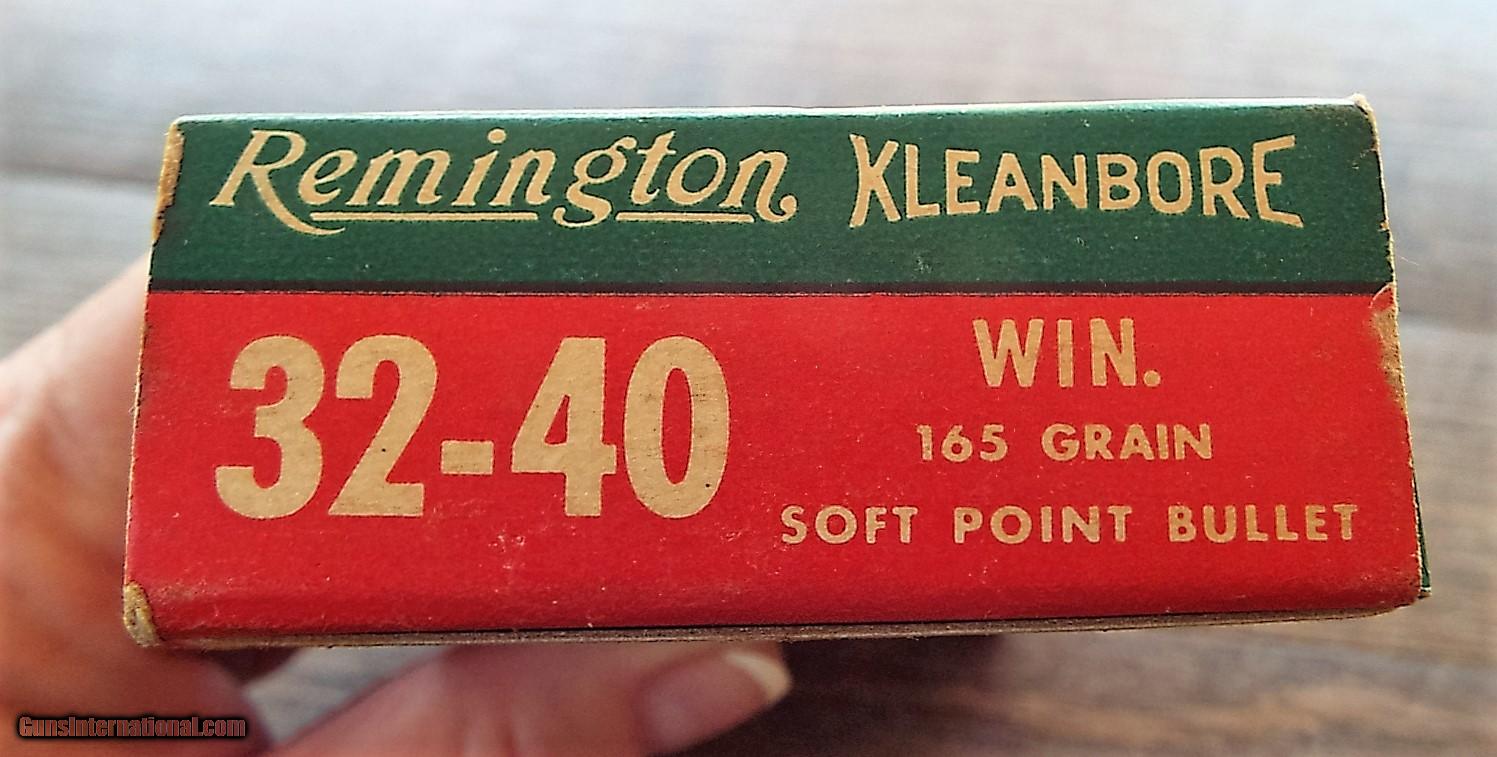 Remington KLEANBORE
32-40
WIN.
165 GRAIN
SOFT POINT BULLET
GunsInternational.com